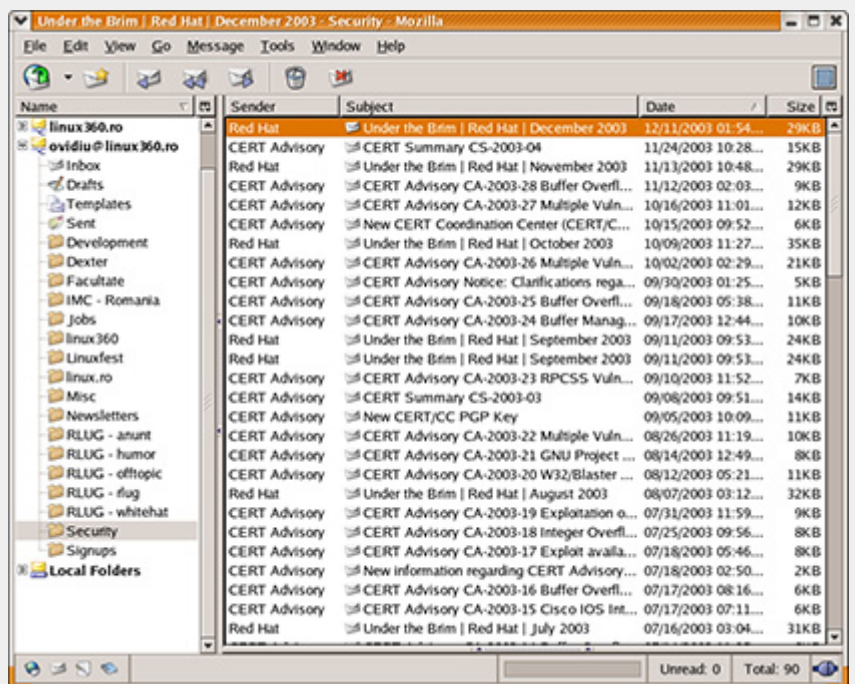 Under the Brim | Red Hat | December 2003 - Security - Mozilla
File Edit View Go Message Tools Window Help
Name Sender Subject Date Size
linux360.ro
ovidiu@linux360.ro
Inbox
Drafts
Templates
Sent
Development
Dexter
Facultate
IMC - Romania
Jobs
linux360
Linuxfest
linux.ro
Misc
Newsletters
RLUG - anunt
RLUG - humor
RLUG - offtopic
RLUG - rlug
RLUG - whitehat
Security
Signups
Local Folders
Red Hat Under the Brim | Red Hat | December 2003 12/11/2003 01:54... 29KB
CERT Advisory CERT Summary CS-2003-04 11/24/2003 10:28... 15KB
Red Hat Under the Brim | Red Hat | November 2003 11/13/2003 10:48... 29KB
CERT Advisory CERT Advisory CA-2003-28 Buffer Overfl... 11/12/2003 02:03... 9KB
CERT Advisory CERT Advisory CA-2003-27 Multiple Vuln... 10/16/2003 11:01... 12KB
CERT Advisory New CERT Coordination Center (CERT/C... 10/15/2003 09:52... 6KB
Red Hat Under the Brim | Red Hat | October 2003 10/09/2003 11:27... 35KB
CERT Advisory CERT Advisory CA-2003-26 Multiple Vuln... 10/02/2003 02:29... 21KB
CERT Advisory CERT Advisory Notice: Clarifications rega... 09/30/2003 01:25... 5KB
CERT Advisory CERT Advisory CA-2003-25 Buffer Overfl... 09/18/2003 05:38... 11KB
CERT Advisory CERT Advisory CA-2003-24 Buffer Manag... 09/17/2003 12:44... 10KB
Red Hat Under the Brim | Red Hat | September 2003 09/11/2003 09:53... 24KB
Red Hat Under the Brim | Red Hat | September 2003 09/11/2003 09:53... 24KB
CERT Advisory CERT Advisory CA-2003-23 RPCSS Vuln... 09/10/2003 11:52... 7KB
CERT Advisory CERT Summary CS-2003-03 09/08/2003 09:51... 14KB
CERT Advisory New CERT/CC PGP Key 09/05/2003 10:09... 11KB
CERT Advisory CERT Advisory CA-2003-22 Multiple Vuln... 08/26/2003 11:19... 10KB
CERT Advisory CERT Advisory CA-2003-21 GNU Project ... 08/14/2003 12:49... 8KB
CERT Advisory CERT Advisory CA-2003-20 W32/Blaster ... 08/12/2003 05:21... 11KB
Red Hat Under the Brim | Red Hat | August 2003 08/07/2003 03:12... 32KB
CERT Advisory CERT Advisory CA-2003-19 Exploitation o... 07/31/2003 11:59... 9KB
CERT Advisory CERT Advisory CA-2003-18 Integer Overfl... 07/25/2003 09:56... 8KB
CERT Advisory CERT Advisory CA-2003-17 Exploit availa... 07/18/2003 05:46... 8KB
CERT Advisory New information regarding CERT Advisory... 07/18/2003 02:50... 2KB
CERT Advisory CERT Advisory CA-2003-16 Buffer Overfl... 07/17/2003 08:16... 6KB
CERT Advisory CERT Advisory CA-2003-15 Cisco IOS Int... 07/17/2003 07:11... 6KB
Red Hat Under the Brim | Red Hat | July 2003 07/16/2003 03:04... 31KB
Unread: 0 Total: 90